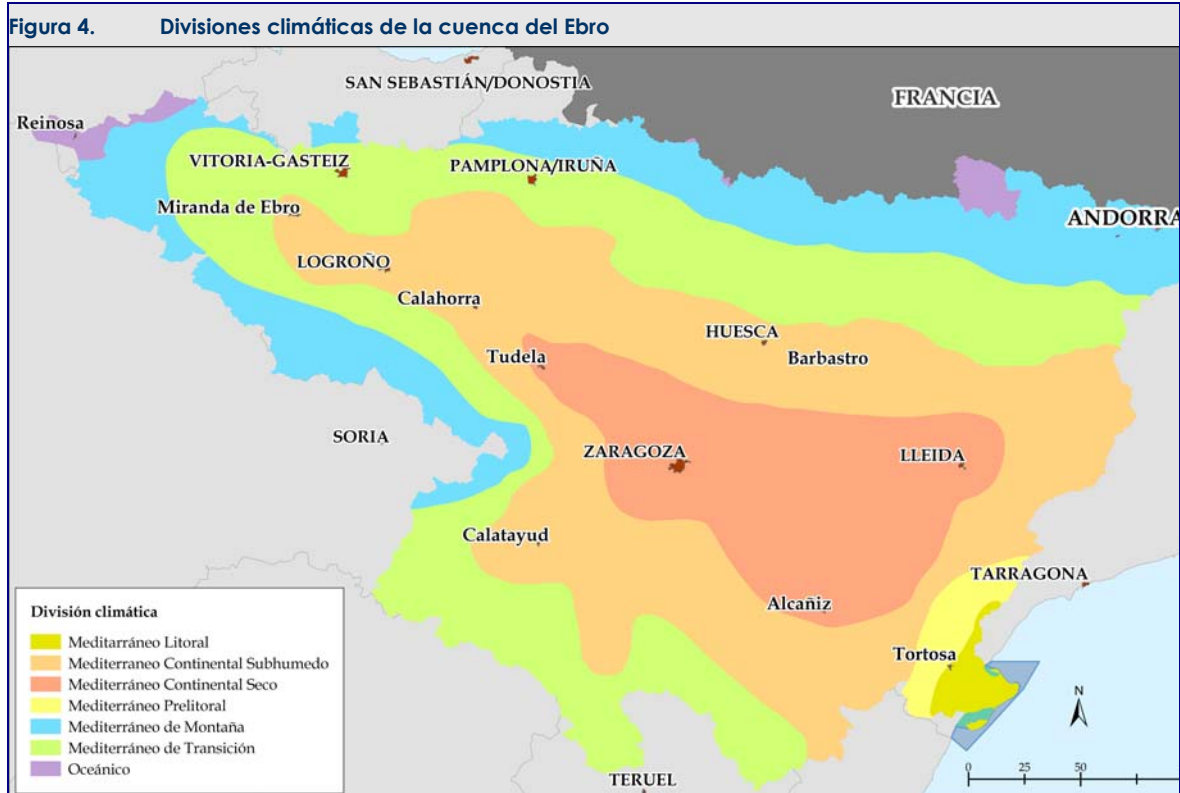 Figura 4. Divisiones climáticas de la cuenca del Ebro
SAN SEBASTIÁN/DONOSTIA
FRANCIA
Reinosa
VITORIA-GASTEIZ
PAMPLONA/IRUÑA
Miranda de Ebro
ANDORRA
LOGROÑO
Calahorra
HUESCA
Tudela
Barbastro
SORIA
ZARAGOZA
LLEIDA
Calatayud
TARRAGONA
Alcañiz
Tortosa
TERUEL
División climática
Meditarráneo Litoral
Mediterraneo Continental Subhumedo
Mediterráneo Continental Seco
Mediterráneo Prelitoral
Mediterráneo de Montaña
Mediterráneo de Transición
Oceánico
N
0 25 50